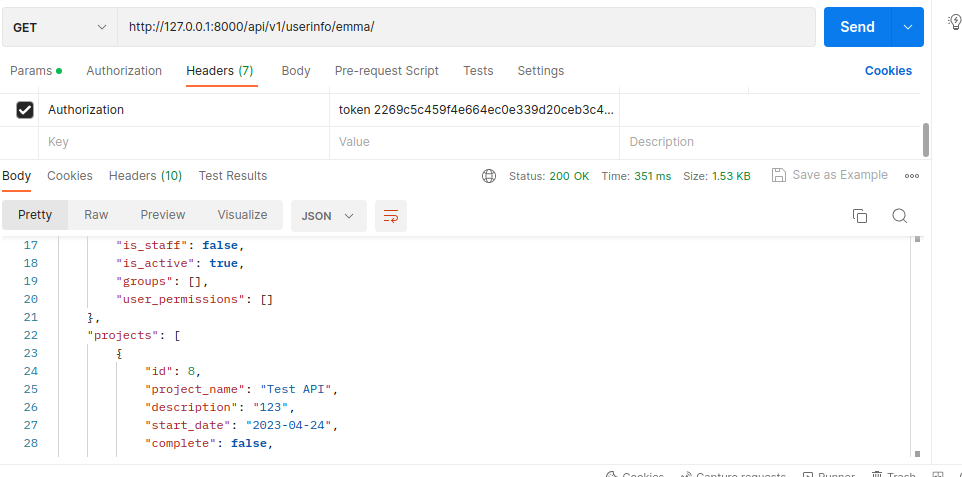 GET http://127.0.0.1:8000/api/v1/userinfo/emma/ Send
Params Authorization Headers (7) Body Pre-request Script Tests Settings Cookies
Authorization token 2269c5c459f4e664ec0e339d20ceb3c4...
Key Value Description
Body Cookies Headers (10) Test Results Status: 200 OK Time: 351 ms Size: 1.53 KB Save as Example
Pretty Raw Preview Visualize JSON
17 "is_staff": false,
18 "is_active": true,
19 "groups": [],
20 "user_permissions": []
21 },
22 "projects": [
23 {
24 "id": 8,
25 "project_name": "Test API",
26 "description": "123",
27 "start_date": "2023-04-24",
28 "complete": false,
Cookies Capture requests Runner Trash